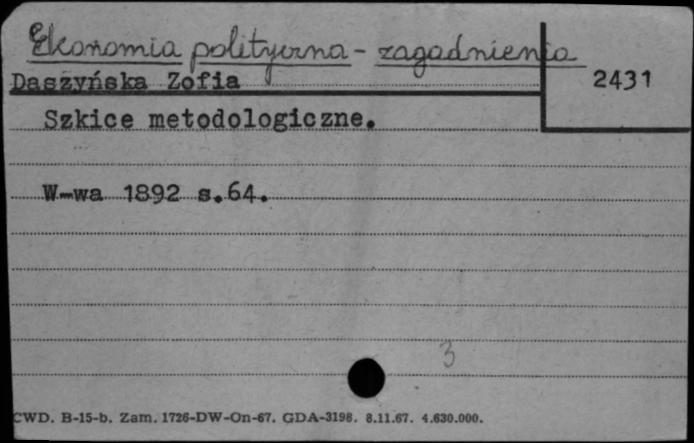 Ekonomia polityczna - zagadnienia
Daszyńska Zofia
2431
Szkice metodologiczne.
W-wa 1892 s.64.
3
CWD. B-15-b. Zam. 1726-DW-On-67. GDA-3198. 8.11.67. 4.630.000.